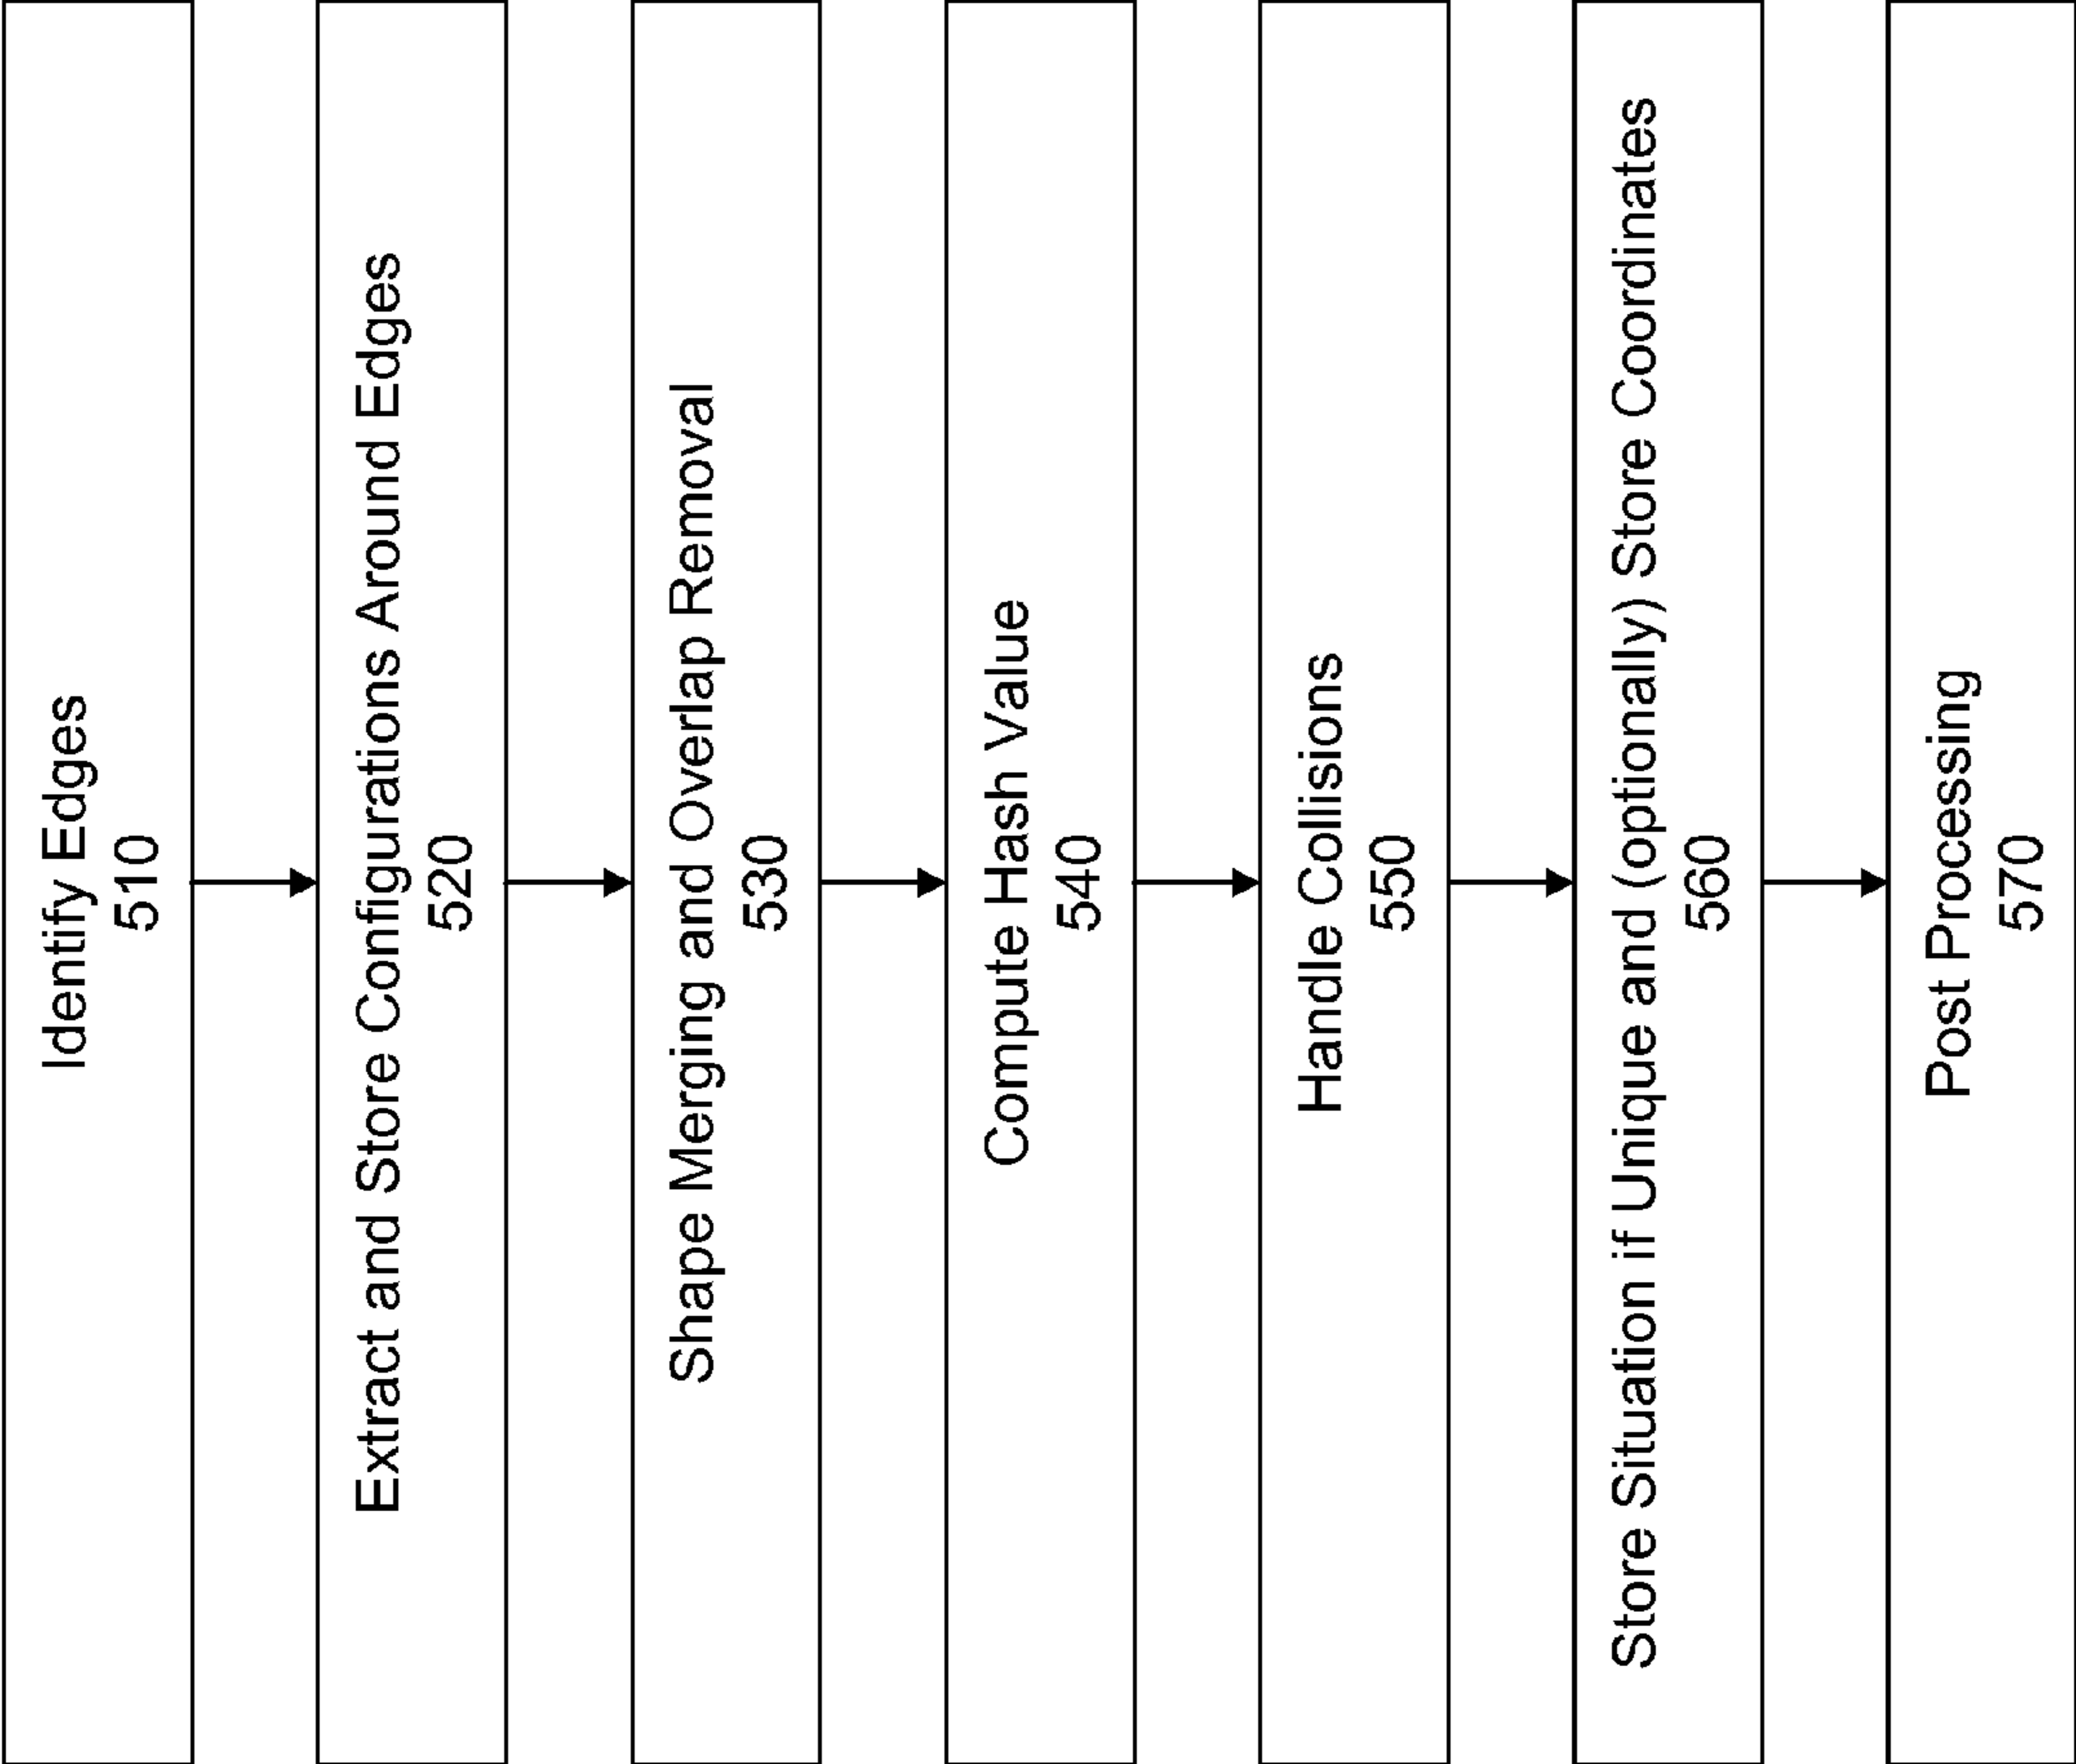 Identify Edges
510
Extract and Store Configurations Around Edges
520
Shape Merging and Overlap Removal
530
Compute Hash Value
540
Handle Collisions
550
Store Situation if Unique and (optionally) Store Coordinates
560
Post Processing
570